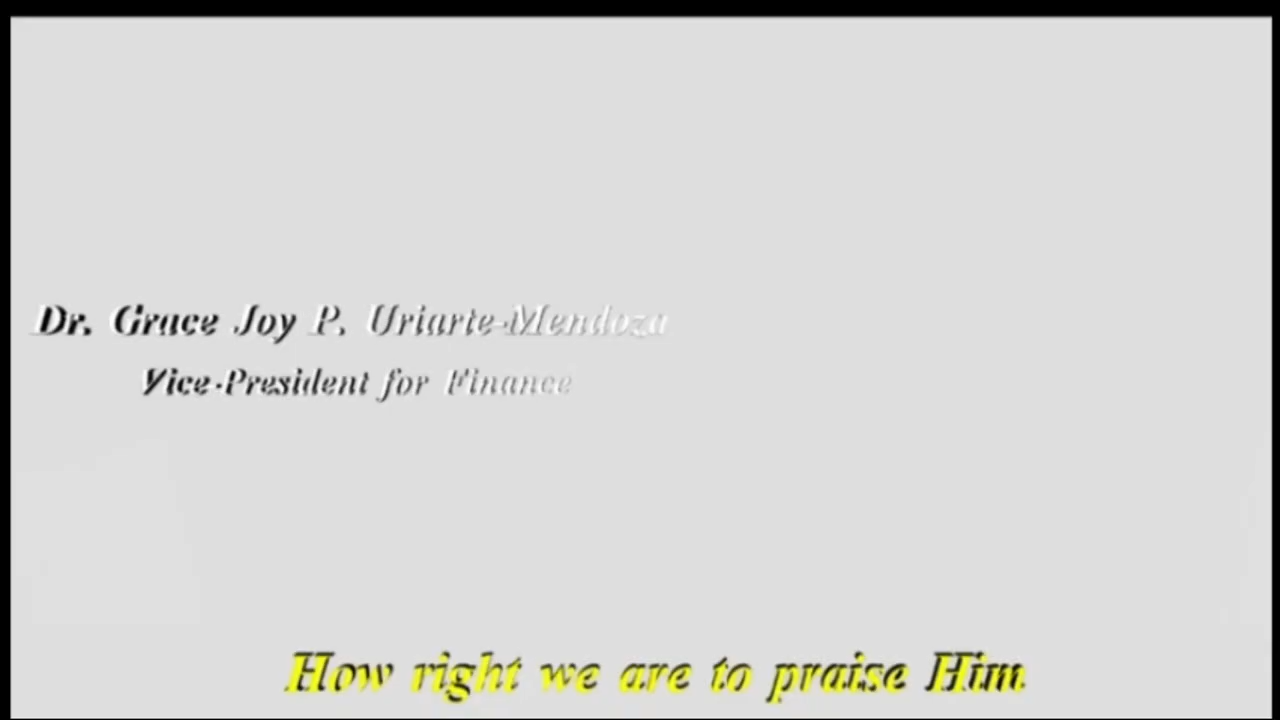 Dr. Grace Joy P. Uriarte-Mendoza
Vice-President for Finance
How right we are to praise Him